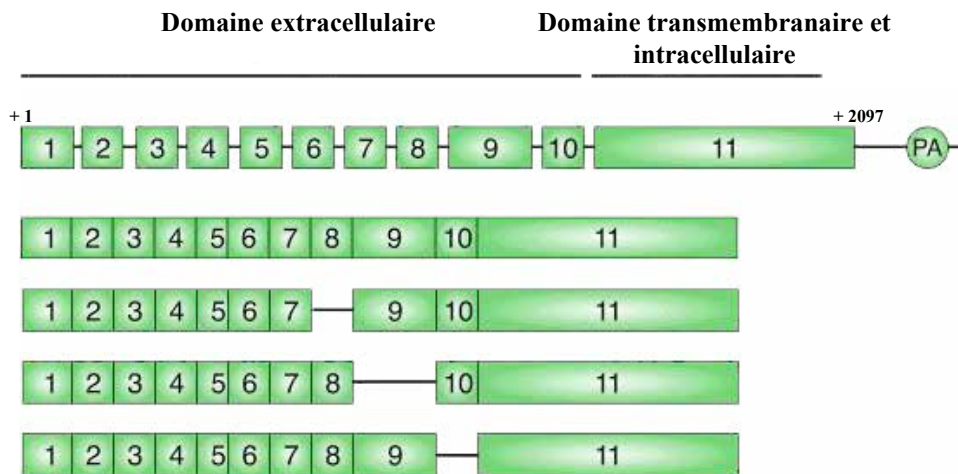 Domaine extracellulaire
Domaine transmembranaire et
intracellulaire
+ 1
+ 2097
1 2 3 4 5 6 7 8 9 10 11 PA
1 2 3 4 5 6 7 8 9 10 11
1 2 3 4 5 6 7 9 10 11
1 2 3 4 5 6 7 8 10 11
1 2 3 4 5 6 7 8 9 11